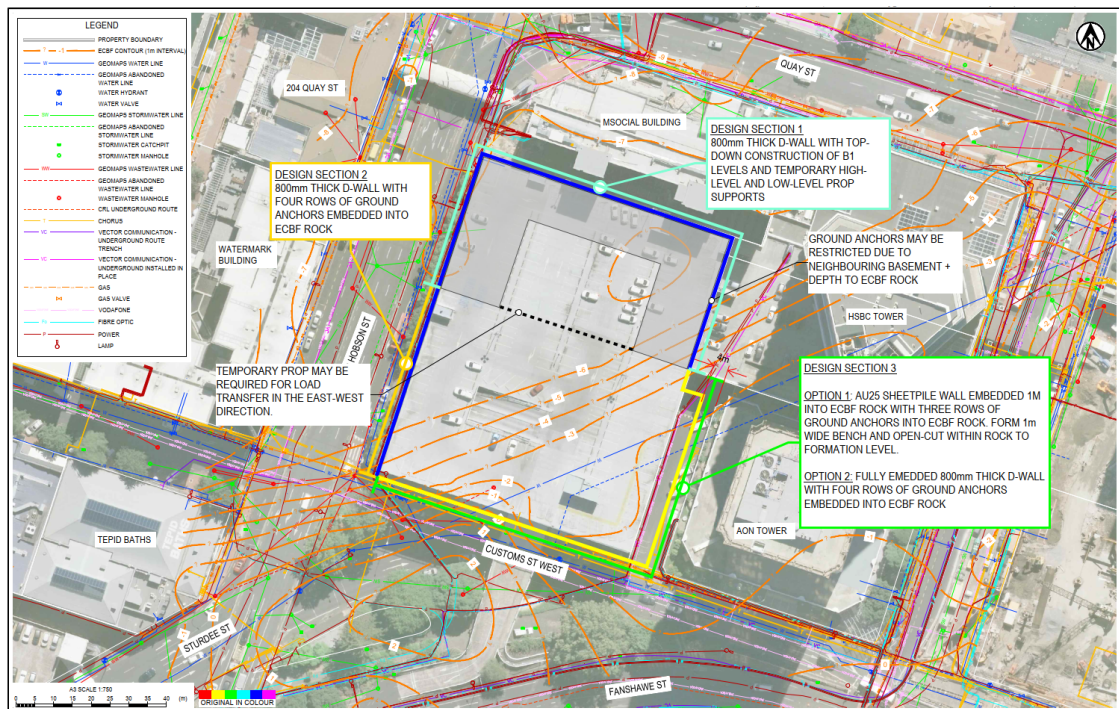 LEGEND
PROPERTY BOUNDARY
ECBF CONTOUR (1m INTERVAL)
GEOMAPS WATER LINE
GEOMAPS ABANDONED
WATER LINE
WATER HYDRANT
WATER VALVE
GEOMAPS STORMWATER LINE
GEOMAPS ABANDONED
STORMWATER LINE
STORMWATER CATCHPIT
STORMWATER MANHOLE
GEOMAPS WASTEWATER LINE
GEOMAPS ABANDONED
WASTEWATER LINE
WASTEWATER MANHOLE
CRL UNDERGROUND ROUTE
CHORUS
VECTOR COMMUNICATION -
UNDERGROUND ROUTE
TRENCH
VECTOR COMMUNICATION -
UNDERGROUND INSTALLED IN
PLACE
GAS
GAS VALVE
VODAFONE
FIBRE OPTIC
POWER
LAMP
N
204 QUAY ST
QUAY ST
MSOCIAL BUILDING
DESIGN SECTION 1
800mm THICK D-WALL WITH TOP-
DOWN CONSTRUCTION OF B1
LEVELS AND TEMPORARY HIGH-
LEVEL AND LOW-LEVEL PROP
SUPPORTS
DESIGN SECTION 2
800mm THICK D-WALL WITH
FOUR ROWS OF GROUND
ANCHORS EMBEDDED INTO
ECBF ROCK
WATERMARK
BUILDING
GROUND ANCHORS MAY BE
RESTRICTED DUE TO
NEIGHBOURING BASEMENT +
DEPTH TO ECBF ROCK
HSBC TOWER
HOBSON ST
TEMPORARY PROP MAY BE
REQUIRED FOR LOAD
TRANSFER IN THE EAST-WEST
DIRECTION.
4m
DESIGN SECTION 3
OPTION 1: AU25 SHEETPILE WALL EMBEDDED 1M
INTO ECBF ROCK WITH THREE ROWS OF
GROUND ANCHORS INTO ECBF ROCK. FORM 1m
WIDE BENCH AND OPEN-CUT WITHIN ROCK TO
FORMATION LEVEL.
OPTION 2: FULLY EMEDDED 800mm THICK D-WALL
WITH FOUR ROWS OF GROUND ANCHORS
EMBEDDED INTO ECBF ROCK
TEPID BATHS
CUSTOMS ST WEST
AON TOWER
STURDEE ST
FANSHAWE ST
A3 SCALE 1:750
0 5 10 15 20 25 30 35 40 (m)
ORIGINAL IN COLOUR